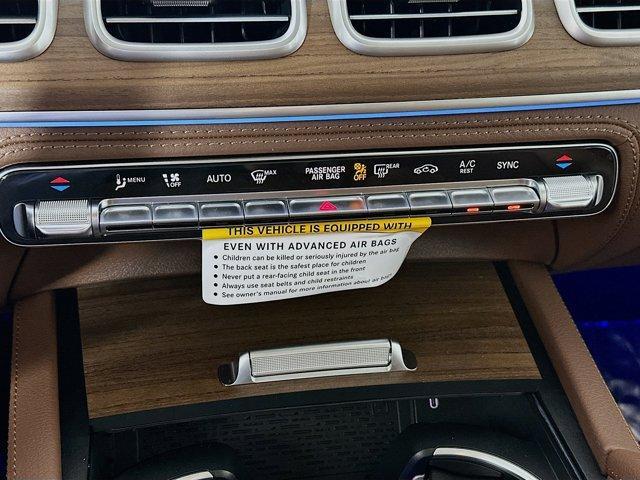 MENU
OFF
AUTO
MAX
PASSENGER
AIR BAG
OFF
REAR
A/C
REST
SYNC
THIS VEHICLE IS EQUIPPED WITH
EVEN WITH ADVANCED AIR BAGS
• Children can be killed or seriously injured by the air bag
• The back seat is the safest place for children
• Never put a rear-facing child seat in the front
• Always use seat belts and child restraints
• See owner's manual for more information about air bags